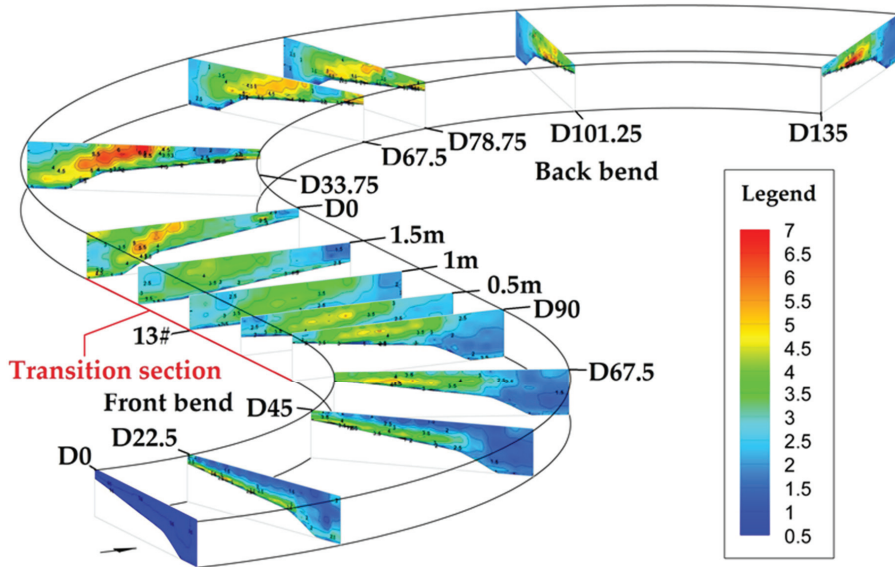 D78.75
D101.25
D135
D67.5
Back bend
D33.75
D0
Legend
7
6.5
6
5.5
5
4.5
4
3.5
3
2.5
2
1.5
1
0.5
1.5m
1m
0.5m
D90
13#
Transition section
D67.5
Front bend
D45
D22.5
D0